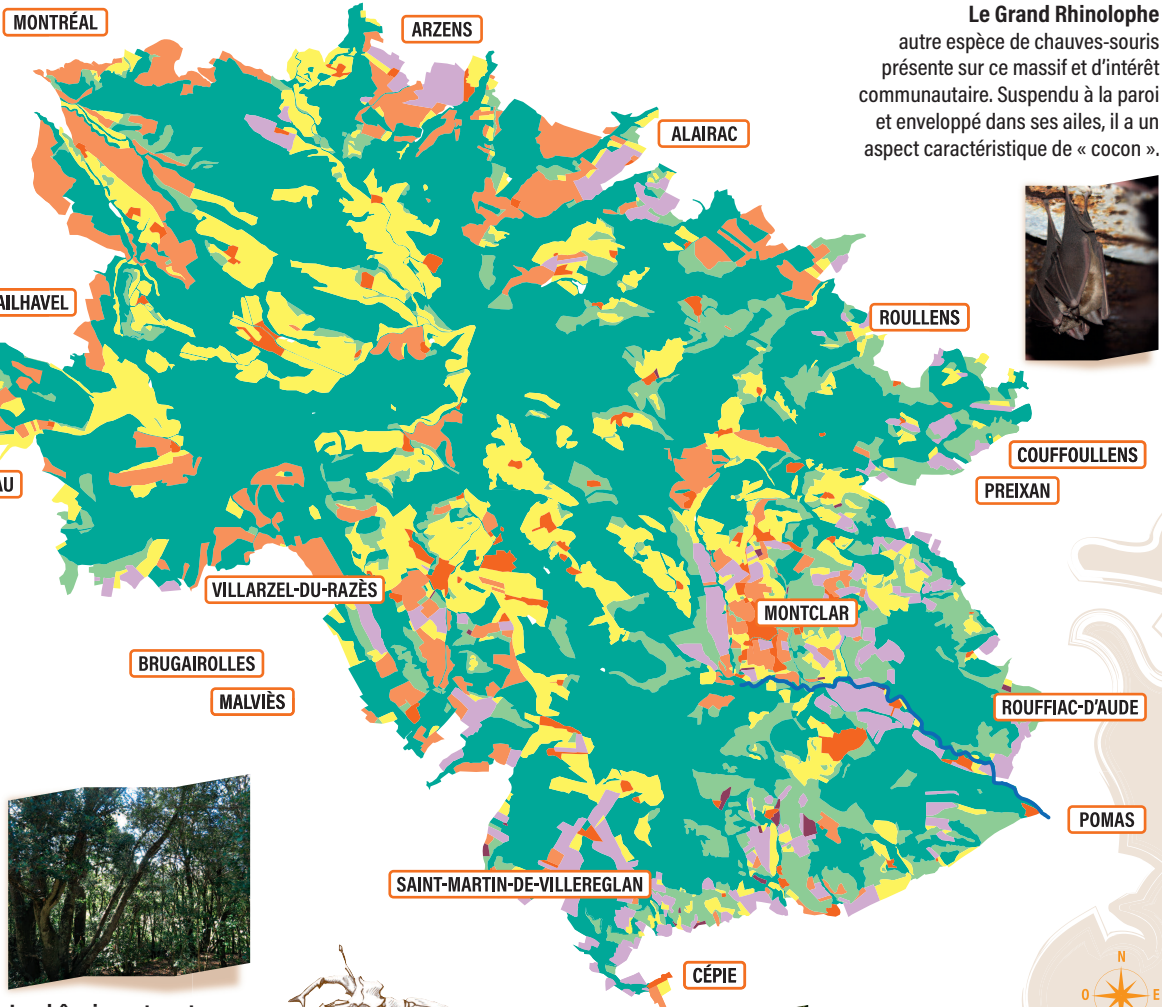 Le Grand Rhinolophe
autre espèce de chauves-souris
présente sur ce massif et d'intérêt
communautaire. Suspendu à la paroi
et enveloppé dans ses ailes, il a un
aspect caractéristique de « cocon ».
MONTRÉAL
ARZENS
ALAIRAC
AILHAVEL
ROULLENS
COUFFOULLENS
PREIXAN
AU
VILLARZEL-DU-RAZÈS
MONTCLAR
BRUGAIROLLES
MALVIÈS
ROUFFIAC-D'AUDE
POMAS
SAINT-MARTIN-DE-VILLEREGLAN
CÉPIE
N
O E